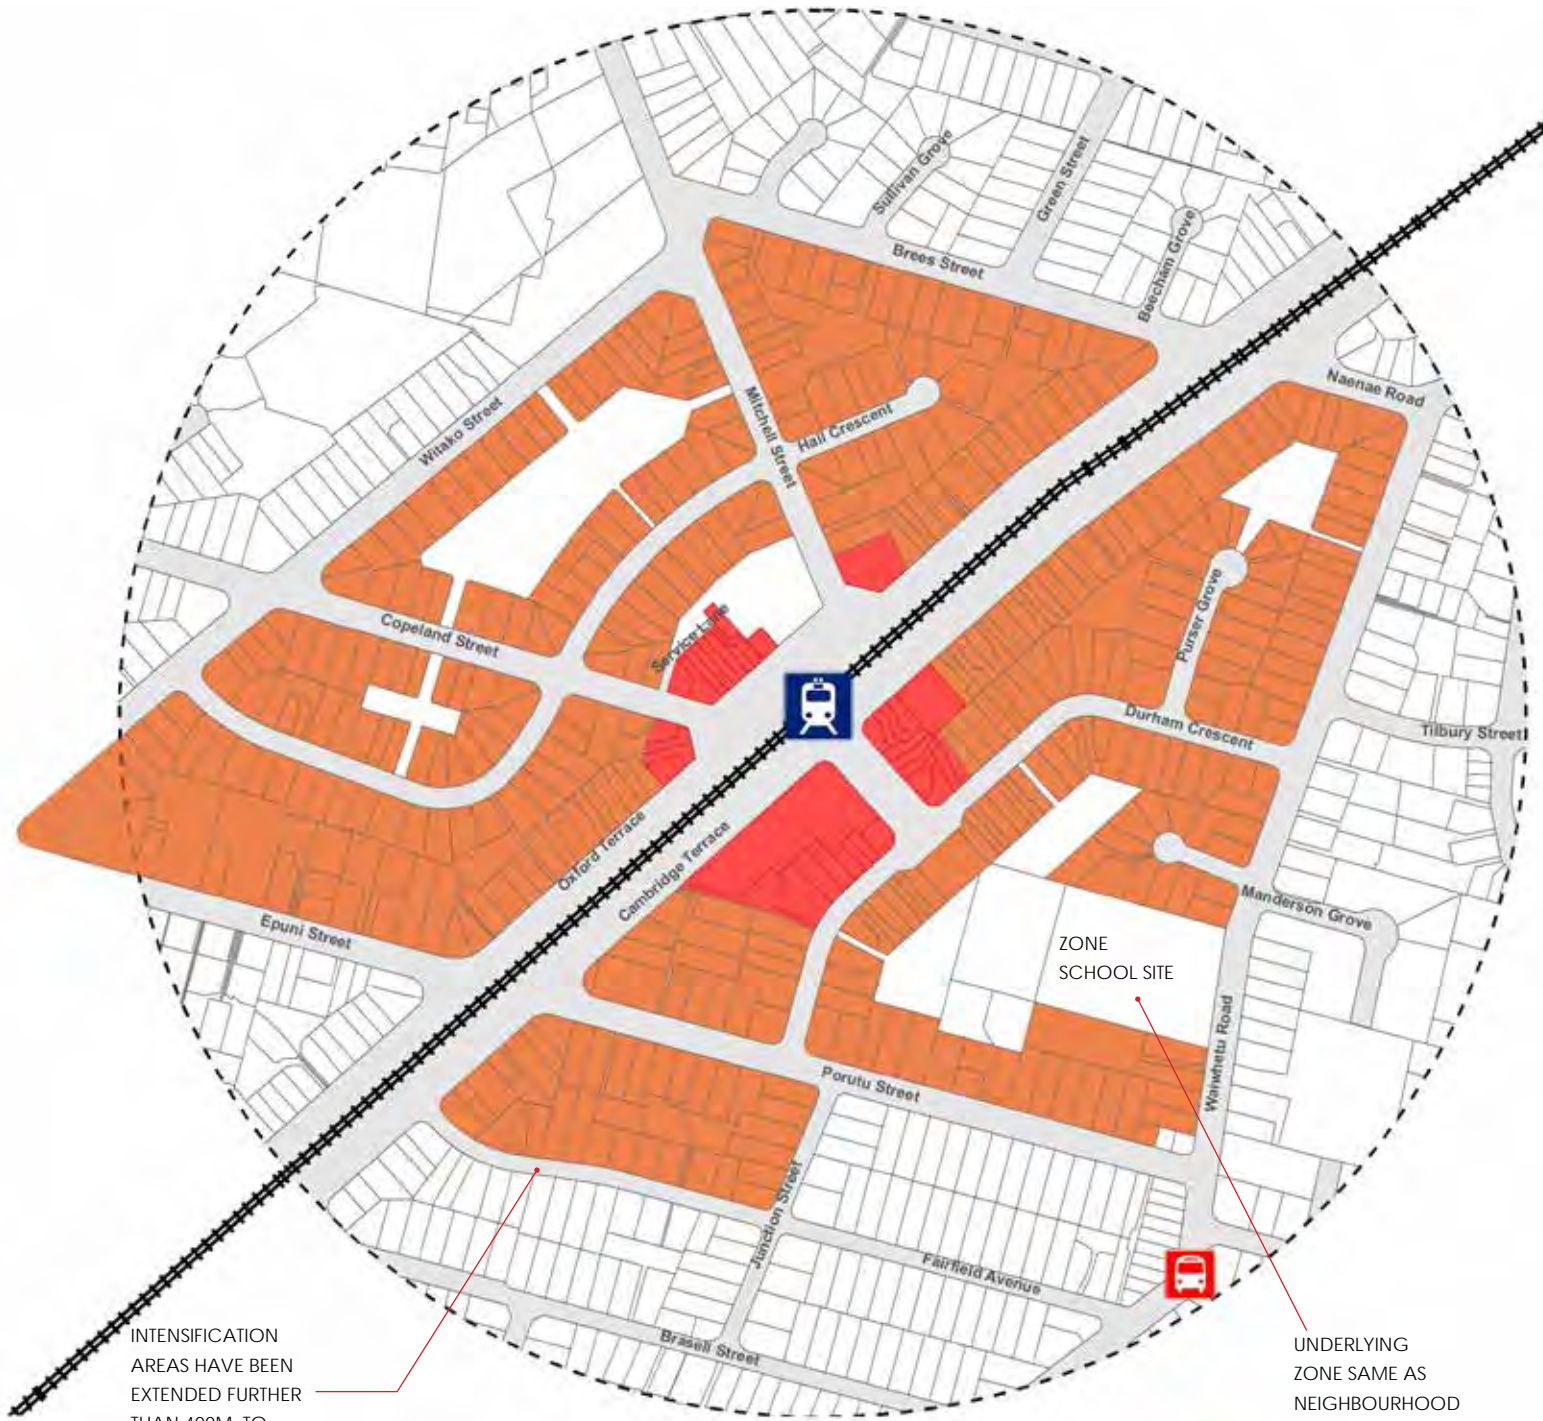 Sullivan Grove
Green Street
Brees Street
Beecham Grove
Naenae Road
Witako Street
Mitchell Street
Hall Crescent
Copeland Street
Service Lane
Purser Grove
Durham Crescent
Tilbury Street
Oxford Terrace
Cambridge Terrace
Epuni Street
Manderson Grove
ZONE
SCHOOL SITE
Waiwhetu Road
Porutu Street
Junction Street
Fairfield Avenue
Brasell Street
INTENSIFICATION
AREAS HAVE BEEN
EXTENDED FURTHER
THAN 400M TO
UNDERLYING
ZONE SAME AS
NEIGHBOURHOOD